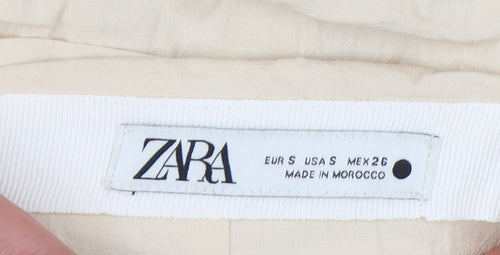 ZARA
EUR S USA S MEX 26
MADE IN MOROCCO